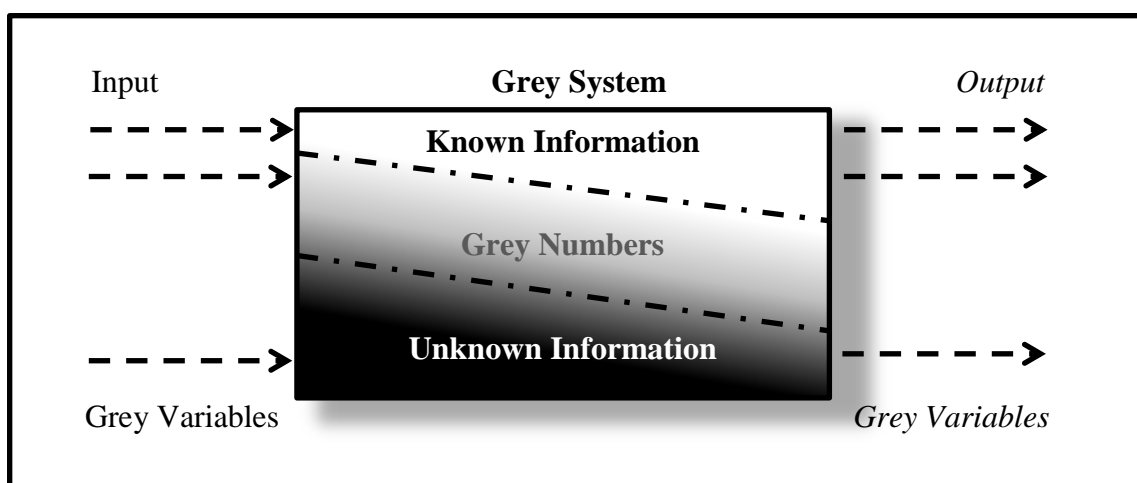 Input
Grey System
Output
Known Information
Grey Numbers
Unknown Information
Grey Variables
Grey Variables